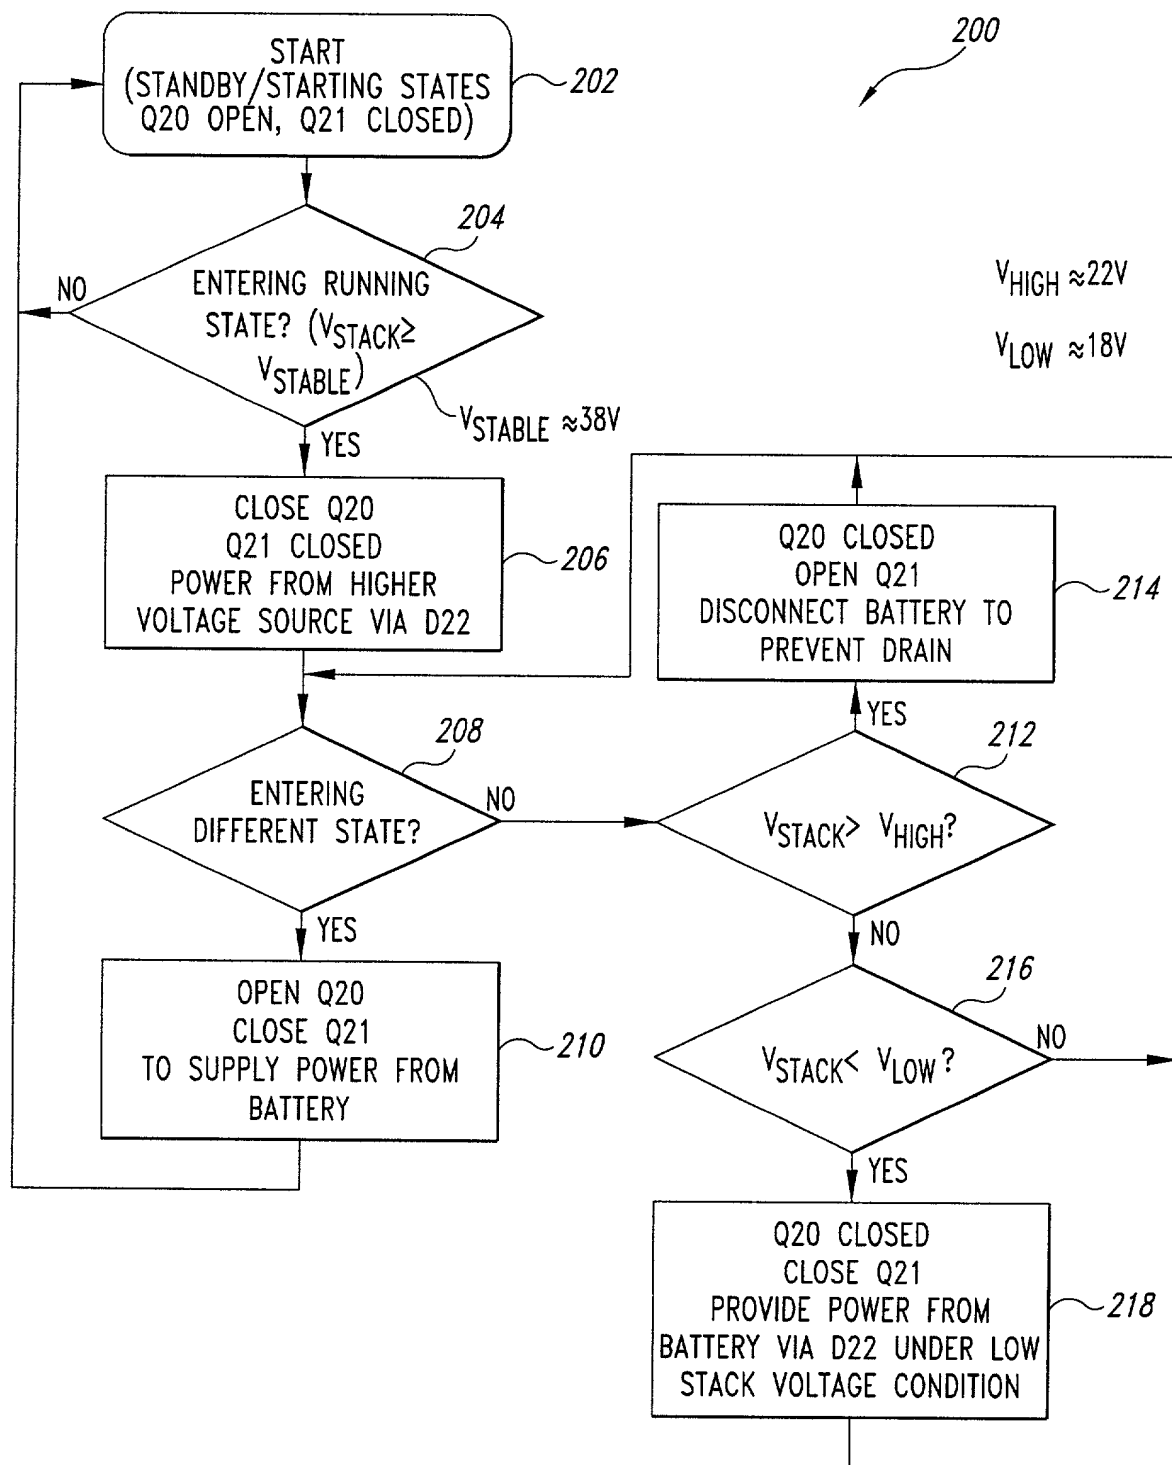 200
START
(STANDBY/STARTING STATES
Q20 OPEN, Q21 CLOSED)
202
204
NO
ENTERING RUNNING
STATE? (VSTACK≥
VSTABLE)
VSTABLE ≈38V
YES
VHIGH ≈22V
VLOW ≈18V
CLOSE Q20
Q21 CLOSED
POWER FROM HIGHER
VOLTAGE SOURCE VIA D22
206
Q20 CLOSED
OPEN Q21
DISCONNECT BATTERY TO
PREVENT DRAIN
214
YES
208
ENTERING
DIFFERENT STATE?
NO
212
VSTACK> VHIGH?
YES
NO
OPEN Q20
CLOSE Q21
TO SUPPLY POWER FROM
BATTERY
210
216
VSTACK< VLOW?
NO
YES
Q20 CLOSED
CLOSE Q21
PROVIDE POWER FROM
BATTERY VIA D22 UNDER LOW
STACK VOLTAGE CONDITION
218